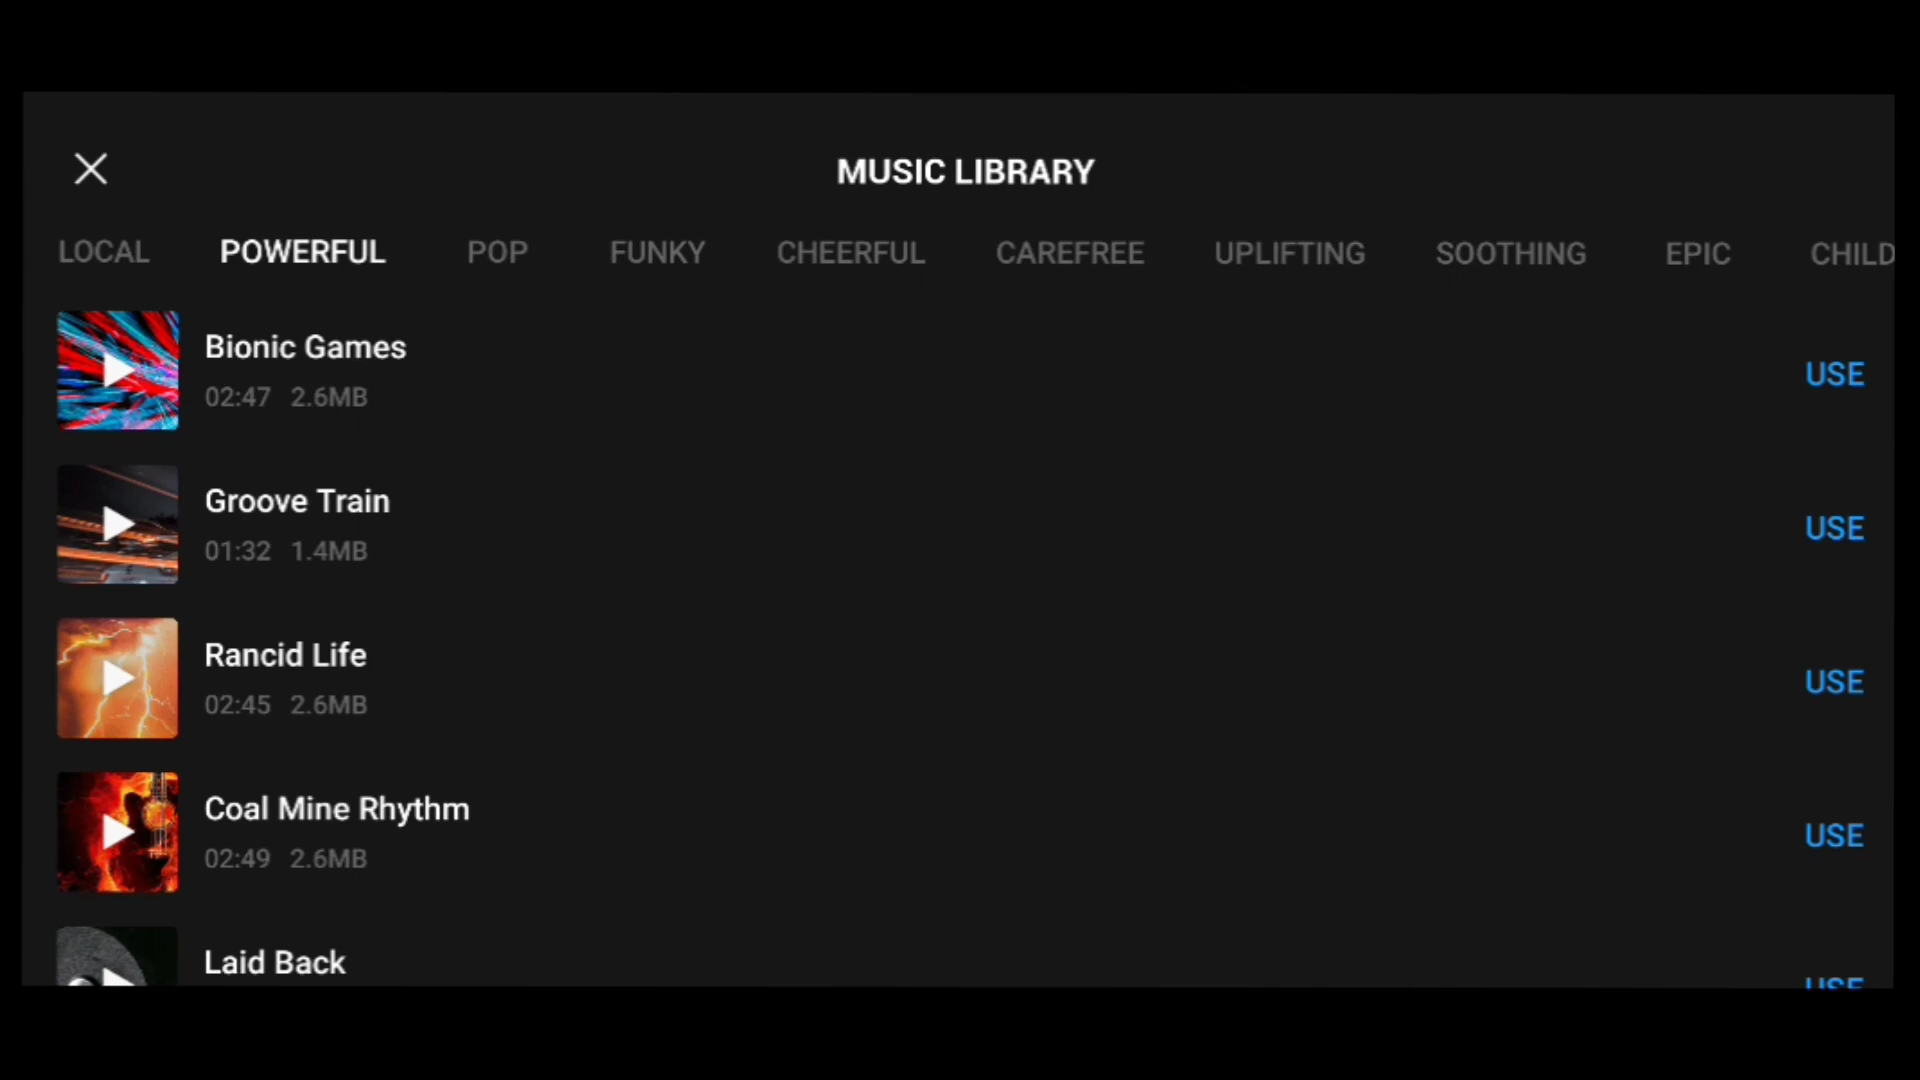 MUSIC LIBRARY
LOCAL POWERFUL POP FUNKY CHEERFUL CAREFREE UPLIFTING SOOTHING EPIC CHILD
Bionic Games
02:47 2.6MB
USE
Groove Train
01:32 1.4MB
USE
Rancid Life
02:45 2.6MB
USE
Coal Mine Rhythm
02:49 2.6MB
USE
Laid Back
USE